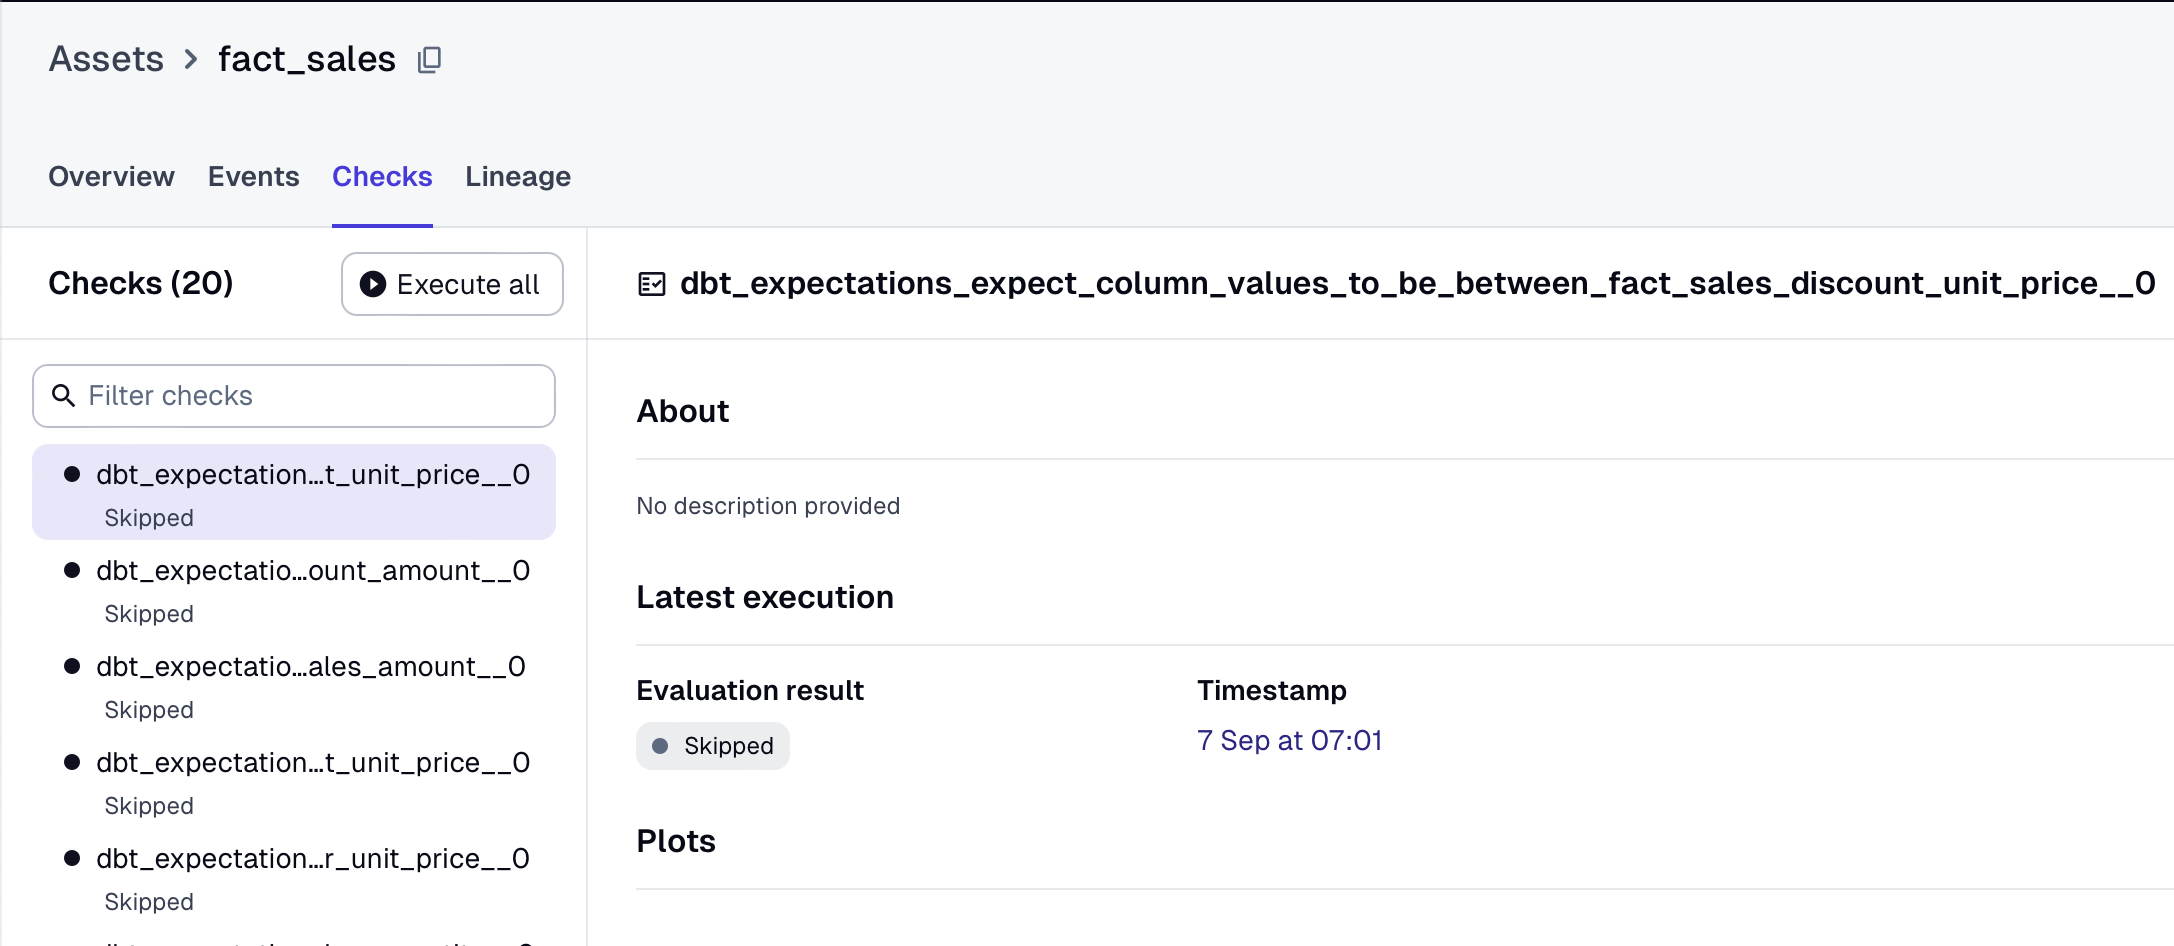 Assets > fact_sales
Overview Events Checks Lineage
Checks (20)
Execute all
Filter checks
dbt_expectation...t_unit_price__0
Skipped
dbt_expectatio...ount_amount__0
Skipped
dbt_expectatio...ales_amount__0
Skipped
dbt_expectation...t_unit_price__0
Skipped
dbt_expectation...r_unit_price__0
Skipped
dbt_expectations_expect_column_values_to_be_between_fact_sales_discount_unit_price__0
About
No description provided
Latest execution
Evaluation result
Skipped
Timestamp
7 Sep at 07:01
Plots